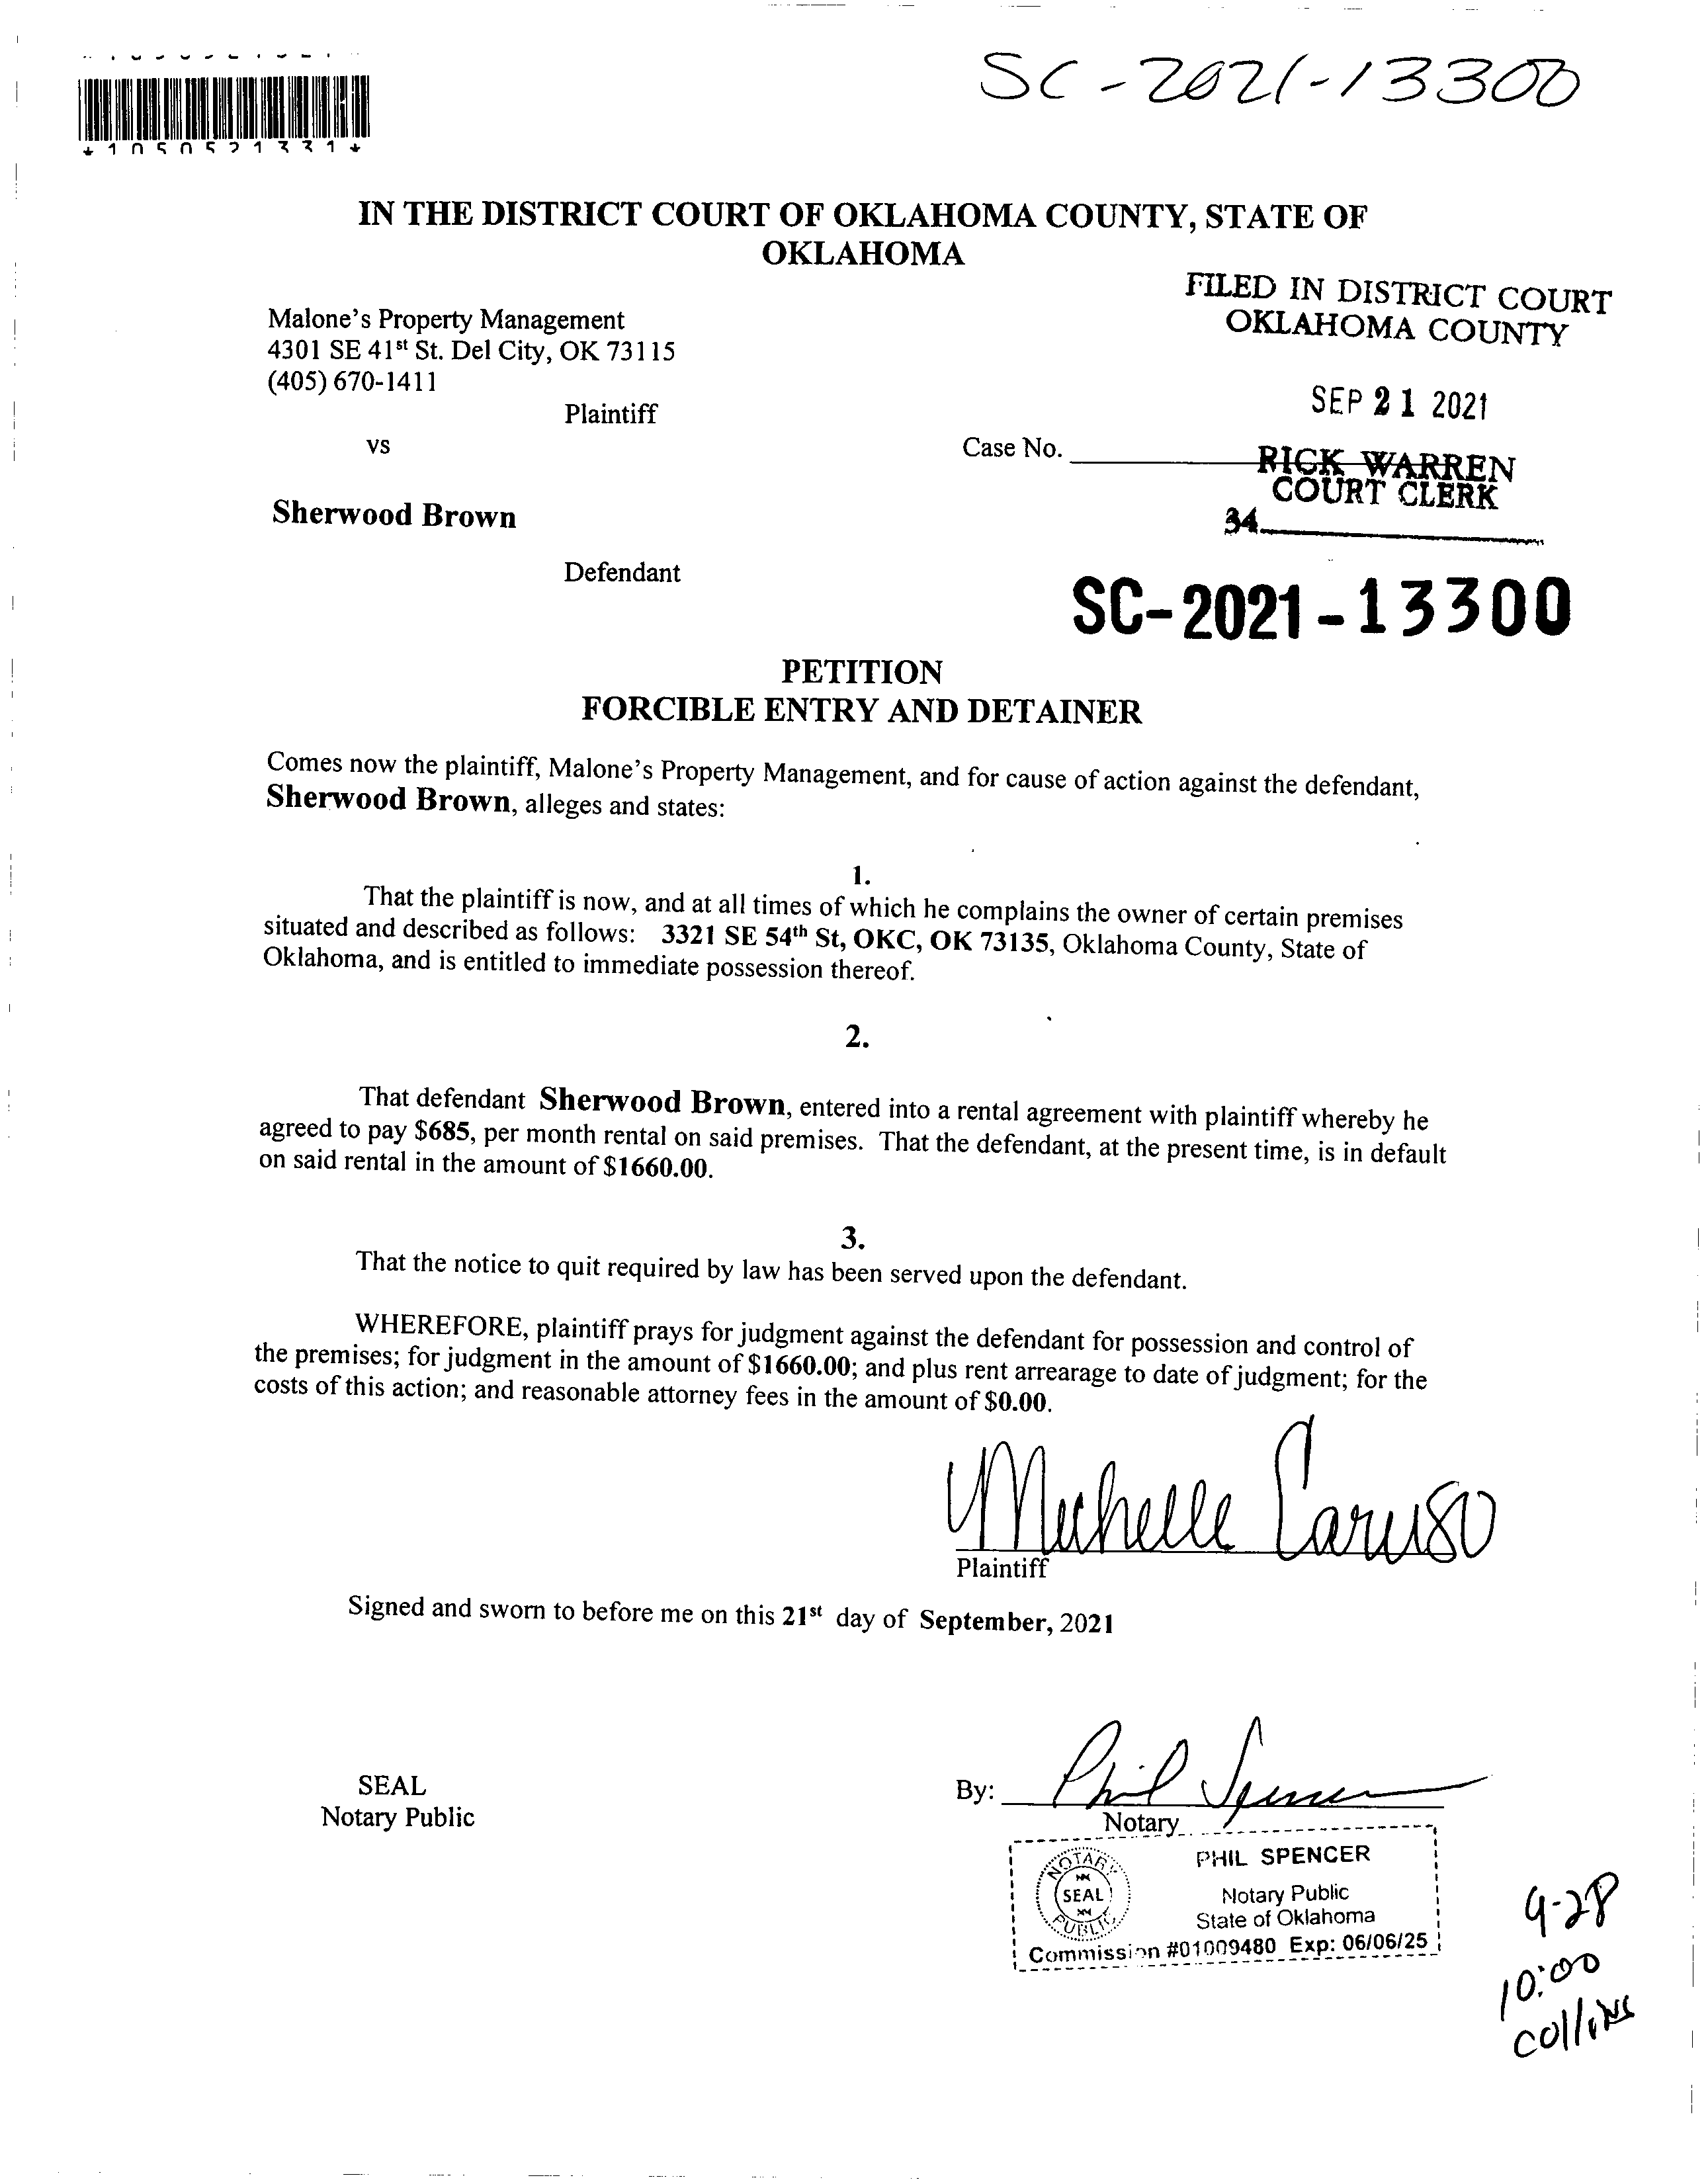 SC-2021-13300
*1050521331*
IN THE DISTRICT COURT OF OKLAHOMA COUNTY, STATE OF
OKLAHOMA
FILED IN DISTRICT COURT
OKLAHOMA COUNTY
Malone's Property Management
4301 SE 41st St. Del City, OK 73115
(405) 670-1411
SEP 21 2021
Plaintiff
vs
Case No.
RICK WARREN
COURT CLERK
34
Sherwood Brown
Defendant
SC-2021-13300
PETITION
FORCIBLE ENTRY AND DETAINER
Comes now the plaintiff, Malone's Property Management, and for cause of action against the defendant,
Sherwood Brown, alleges and states:
1.
That the plaintiff is now, and at all times of which he complains the owner of certain premises
situated and described as follows: 3321 SE 54th St, OKC, OK 73135, Oklahoma County, State of
Oklahoma, and is entitled to immediate possession thereof.
2.
That defendant Sherwood Brown, entered into a rental agreement with plaintiff whereby he
agreed to pay $685, per month rental on said premises. That the defendant, at the present time, is in default
on said rental in the amount of $1660.00.
3.
That the notice to quit required by law has been served upon the defendant.
WHEREFORE, plaintiff prays for judgment against the defendant for possession and control of
the premises; for judgment in the amount of $1660.00; and plus rent arrearage to date of judgment; for the
costs of this action; and reasonable attorney fees in the amount of $0.00.
Michelle Caruso
Plaintiff
Signed and sworn to before me on this 21st day of September, 2021
SEAL
Notary Public
By: Phil Spencer
Notary
NOTARY
SEAL
PUBLIC
PHIL SPENCER
Notary Public
State of Oklahoma
Commission #01009480 Exp: 06/06/25
9-28
10:00
collins